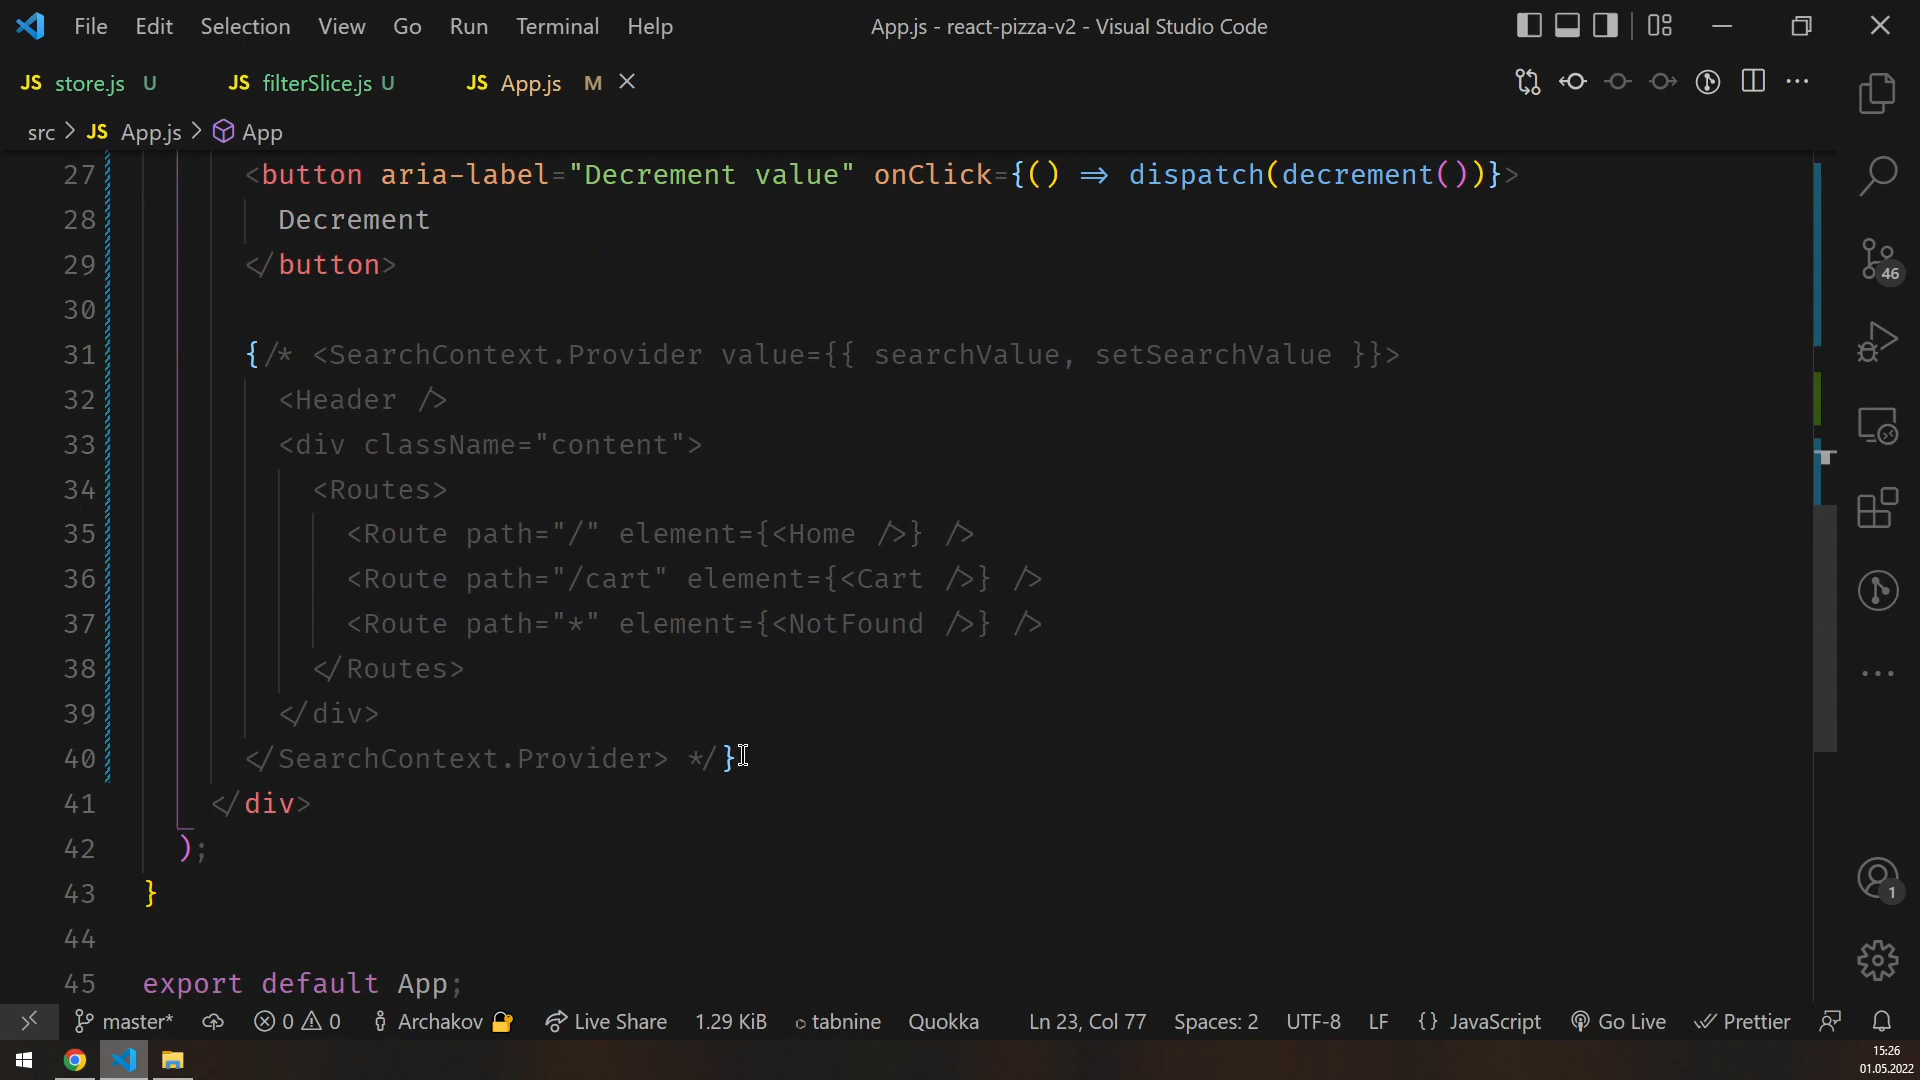 File Edit Selection View Go Run Terminal Help App.js - react-pizza-v2 - Visual Studio Code
JS store.js U JS filterSlice.js U JS App.js M
src > JS App.js > App
27 <button aria-label="Decrement value" onClick={() => dispatch(decrement())}>
28 Decrement
29 </button>
30
31 {/* <SearchContext.Provider value={{ searchValue, setSearchValue }}>
32 <Header />
33 <div className="content">
34 <Routes>
35 <Route path="/" element={<Home />} />
36 <Route path="/cart" element={<Cart />} />
37 <Route path="*" element={<NotFound />} />
38 </Routes>
39 </div>
40 </SearchContext.Provider> */}
41 </div>
42 );
43 }
44
45 export default App;
46
1
master* 0 0 Archakov Live Share 1.29 KiB tabnine Quokka Ln 23, Col 77 Spaces: 2 UTF-8 LF {} JavaScript Go Live Prettier
15:26
01.05.2022